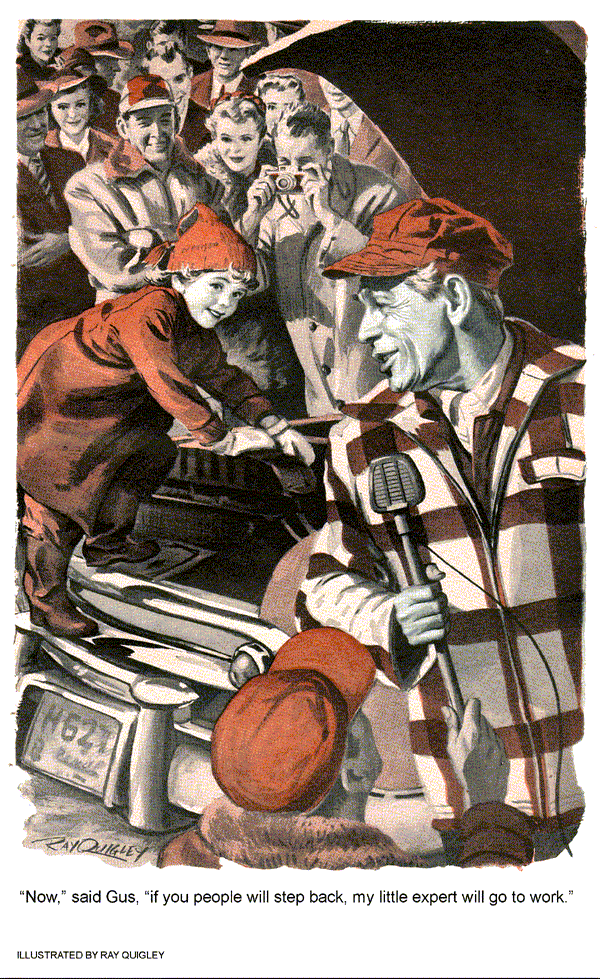 RAY QUIGLEY
“Now,” said Gus, “if you people will step back, my little expert will go to work.”
ILLUSTRATED BY RAY QUIGLEY